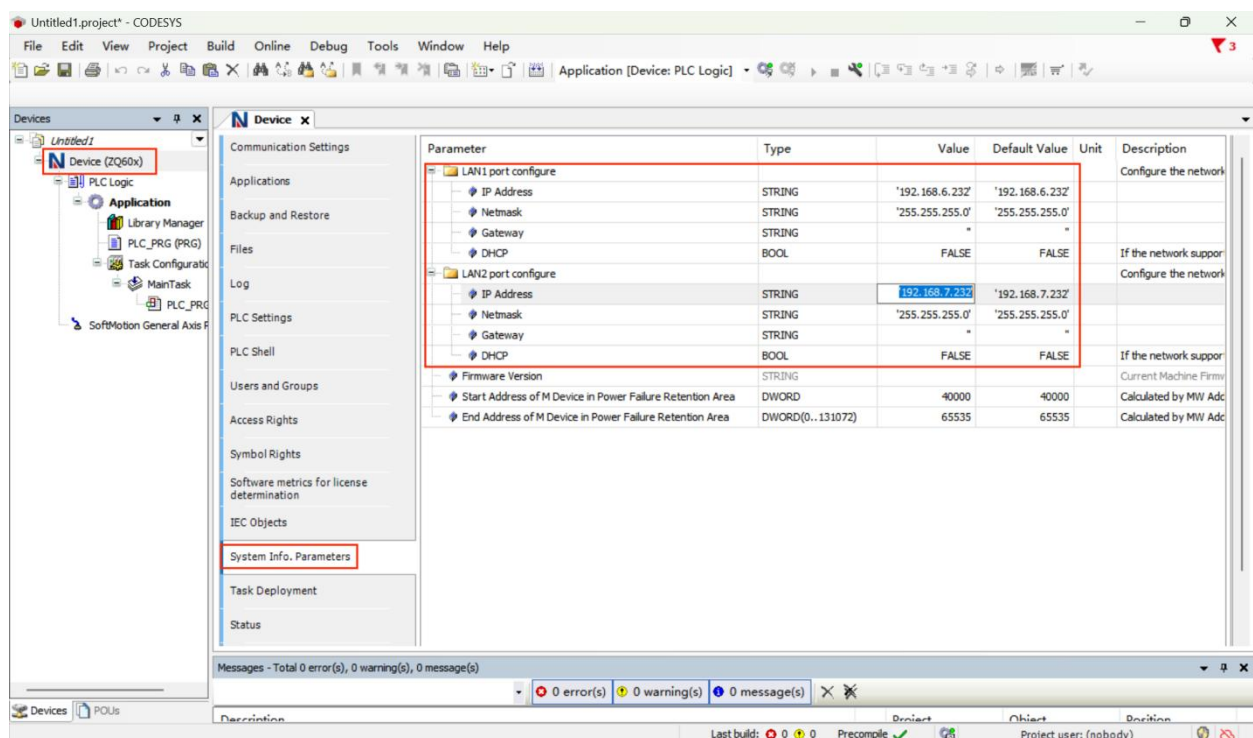 Untitled1.project* - CODESYS
File Edit View Project Build Online Debug Tools Window Help
3
Application [Device: PLC Logic]
Devices
Device
Untitled1
Device (ZQ60x)
PLC Logic
Application
Library Manager
PLC_PRG (PRG)
Task Configuratio
MainTask
PLC_PRG
SoftMotion General Axis P
Communication Settings
Applications
Backup and Restore
Files
Log
PLC Settings
PLC Shell
Users and Groups
Access Rights
Symbol Rights
Software metrics for license
determination
IEC Objects
System Info. Parameters
Task Deployment
Status
Parameter Type Value Default Value Unit Description
LAN1 port configure Configure the network
IP Address STRING '192.168.6.232' '192.168.6.232'
Netmask STRING '255.255.255.0' '255.255.255.0'
Gateway STRING '' ''
DHCP BOOL FALSE FALSE If the network suppor
LAN2 port configure Configure the network
IP Address STRING '192.168.7.232' '192.168.7.232'
Netmask STRING '255.255.255.0' '255.255.255.0'
Gateway STRING '' ''
DHCP BOOL FALSE FALSE If the network suppor
Firmware Version STRING Current Machine Firmv
Start Address of M Device in Power Failure Retention Area DWORD 40000 40000 Calculated by MW Adc
End Address of M Device in Power Failure Retention Area DWORD(0..131072) 65535 65535 Calculated by MW Adc
Messages - Total 0 error(s), 0 warning(s), 0 message(s)
0 error(s) 0 warning(s) 0 message(s)
Description Project Object Position
Devices POUs
Last build: 0 0 Precompile Project user: (nobody)